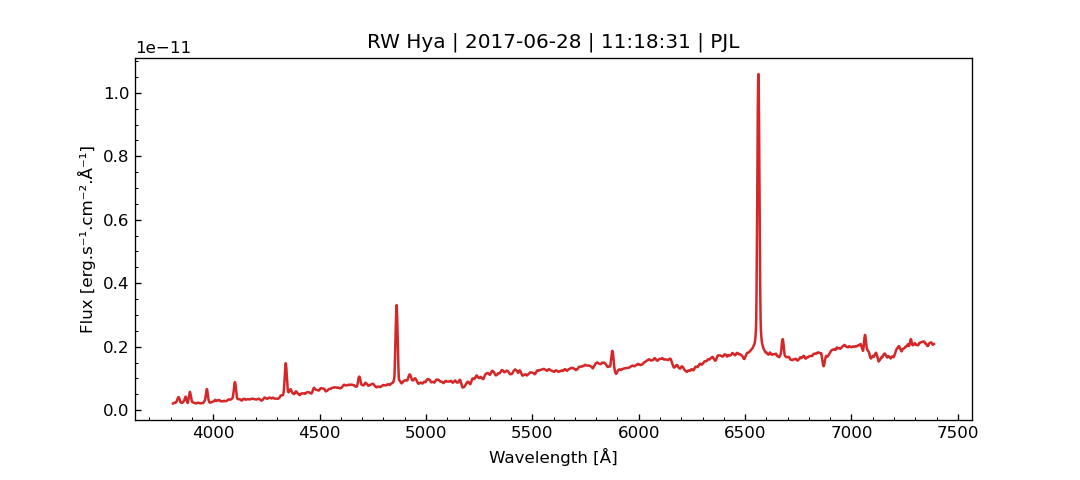 RW Hya | 2017-06-28 | 11:18:31 | PJL
1e−11
1.0
0.8
0.6
0.4
0.2
0.0
Flux [erg.s⁻¹.cm⁻².Å⁻¹]
4000 4500 5000 5500 6000 6500 7000 7500
Wavelength [Å]